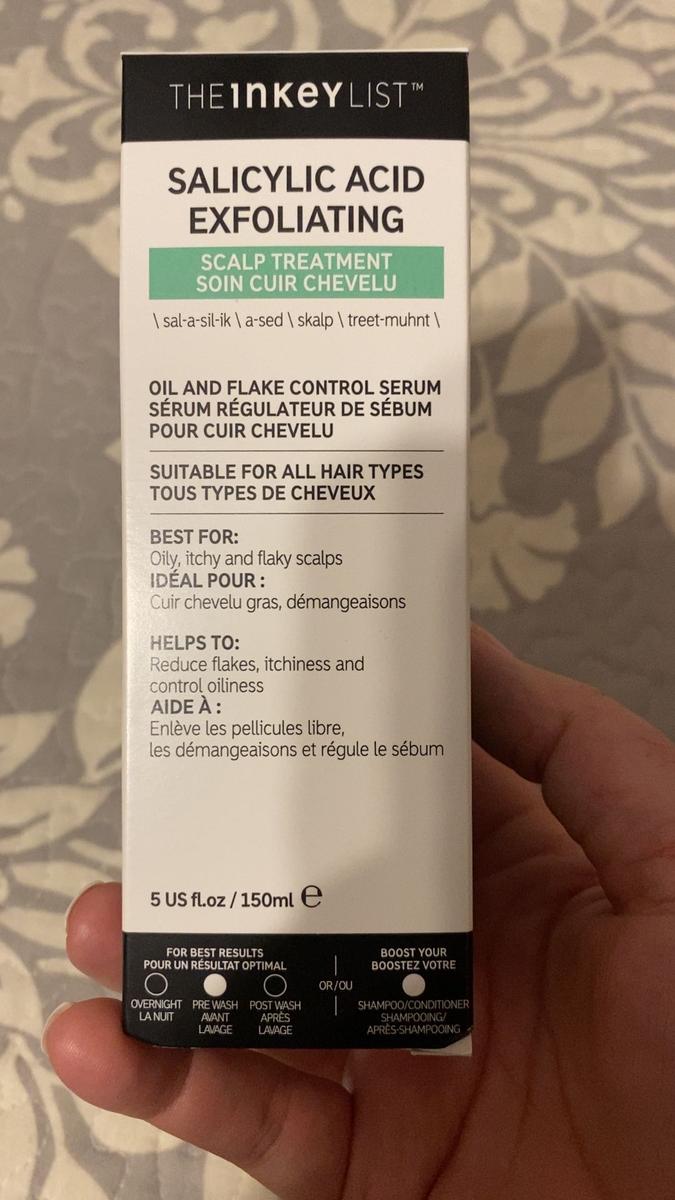 THE INKEY LIST™
SALICYLIC ACID
EXFOLIATING
SCALP TREATMENT
SOIN CUIR CHEVELU
\ sal-a-sil-ik \ a-sed \ skalp \ treet-muhnt \
OIL AND FLAKE CONTROL SERUM
SÉRUM RÉGULATEUR DE SÉBUM
POUR CUIR CHEVELU
SUITABLE FOR ALL HAIR TYPES
TOUS TYPES DE CHEVEUX
BEST FOR:
Oily, itchy and flaky scalps
IDÉAL POUR :
Cuir chevelu gras, démangeaisons
HELPS TO:
Reduce flakes, itchiness and
control oiliness
AIDE À :
Enlève les pellicules libre,
les démangeaisons et régule le sébum
5 US fl.oz / 150ml ℮
FOR BEST RESULTS
POUR UN RÉSULTAT OPTIMAL
OVERNIGHT
LA NUIT
PRE WASH
AVANT
LAVAGE
POST WASH
APRÈS
LAVAGE
OR/OU
BOOST YOUR
BOOSTEZ VOTRE
SHAMPOO/CONDITIONER
SHAMPOOING/
APRÈS-SHAMPOOING